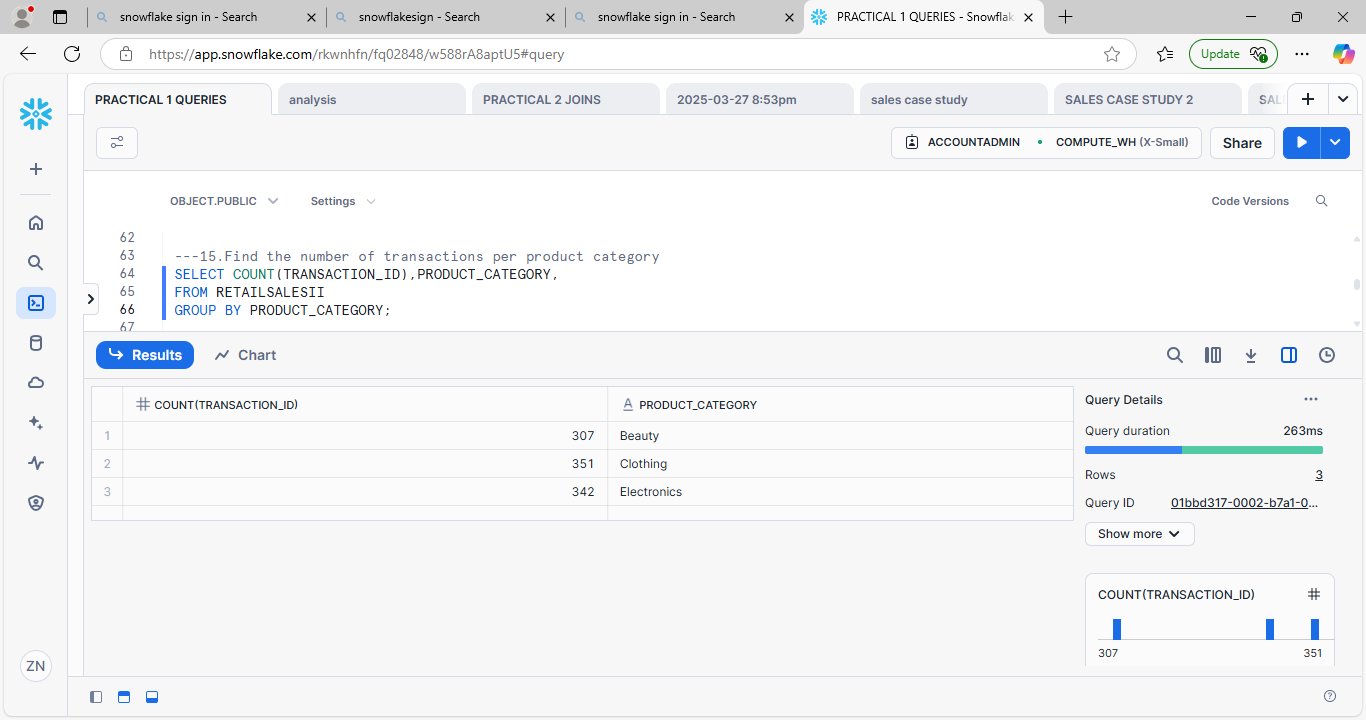 snowflake sign in - Search
snowflakesign - Search
snowflake sign in - Search
PRACTICAL 1 QUERIES - Snowflak
https://app.snowflake.com/rkwnhfn/fq02848/w588rA8aptU5#query
Update
PRACTICAL 1 QUERIES
analysis
PRACTICAL 2 JOINS
2025-03-27 8:53pm
sales case study
SALES CASE STUDY 2
SAL
ACCOUNTADMIN
COMPUTE_WH (X-Small)
Share
OBJECT.PUBLIC
Settings
Code Versions
62
63 ---15.Find the number of transactions per product category
64 SELECT COUNT(TRANSACTION_ID),PRODUCT_CATEGORY,
65 FROM RETAILSALESII
66 GROUP BY PRODUCT_CATEGORY;
67
Results
Chart
COUNT(TRANSACTION_ID) PRODUCT_CATEGORY
1 307 Beauty
2 351 Clothing
3 342 Electronics
Query Details
Query duration 263ms
Rows 3
Query ID 01bbd317-0002-b7a1-0...
Show more
COUNT(TRANSACTION_ID)
307 351
ZN